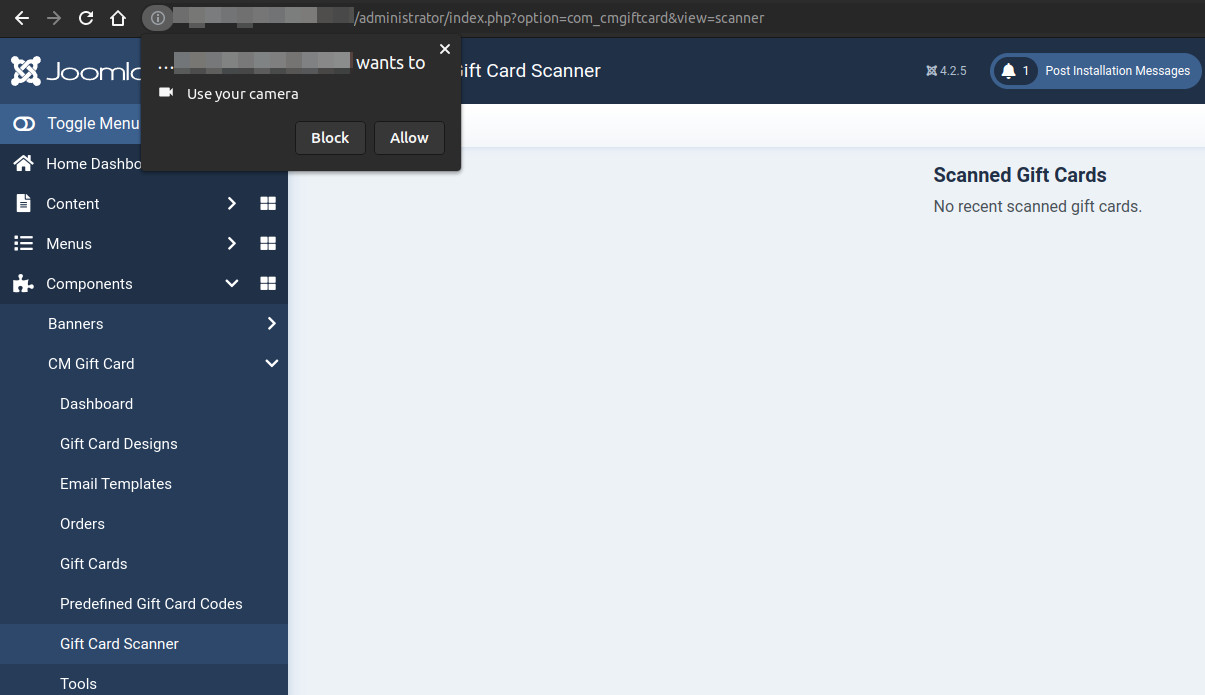 /administrator/index.php?option=com_cmgiftcard&view=scanner
... wants to
Use your camera
Block
Allow
ift Card Scanner
4.2.5
1
Post Installation Messages
Toggle Menu
Home Dashbo
Content
Menus
Components
Banners
CM Gift Card
Dashboard
Gift Card Designs
Email Templates
Orders
Gift Cards
Predefined Gift Card Codes
Gift Card Scanner
Tools
Scanned Gift Cards
No recent scanned gift cards.